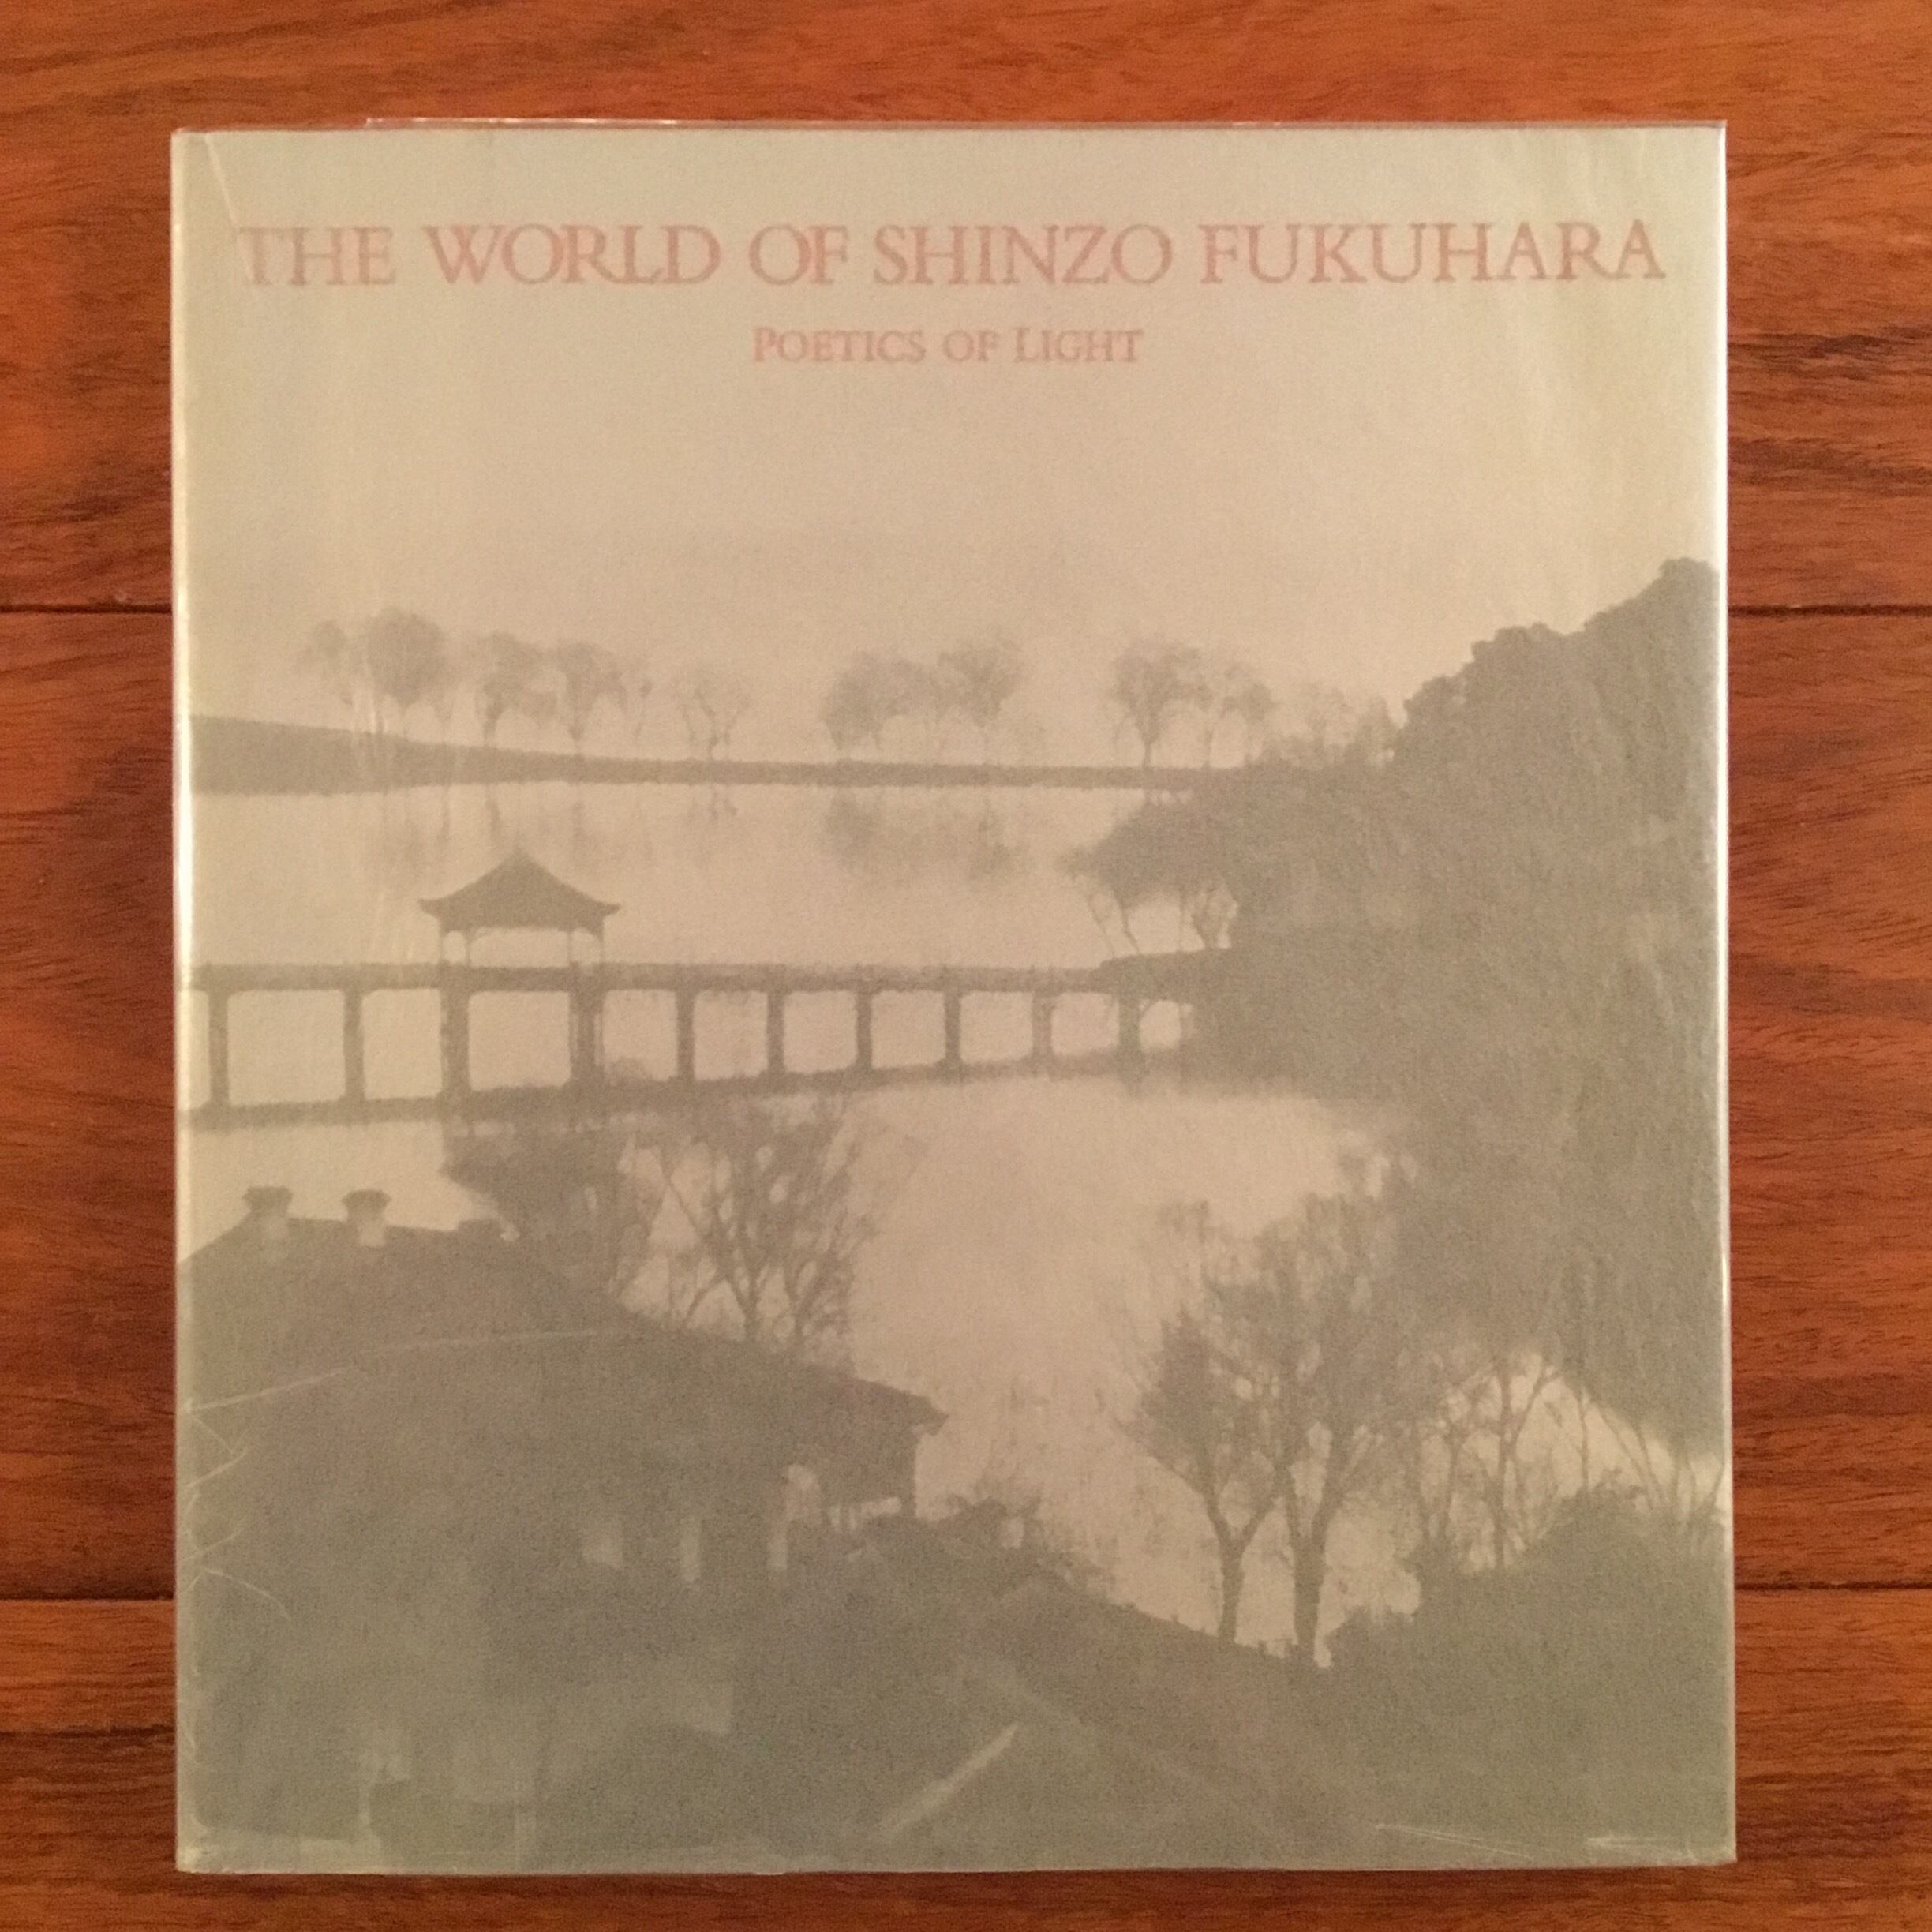 THE WORLD OF SHINZO FUKUHARA
POETICS OF LIGHT